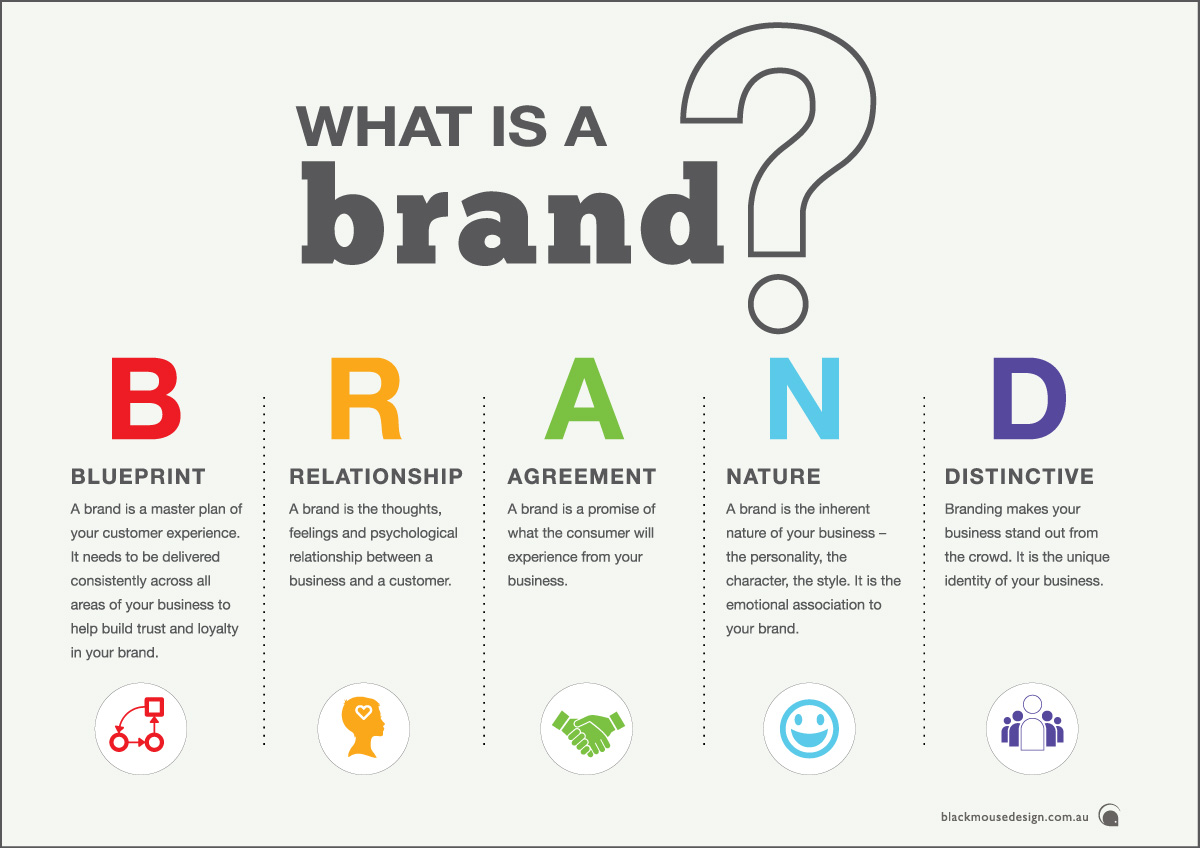 WHAT IS A
brand?
B
R
A
N
D
BLUEPRINT
A brand is a master plan of
your customer experience.
It needs to be delivered
consistently across all
areas of your business to
help build trust and loyalty
in your brand.
RELATIONSHIP
A brand is the thoughts,
feelings and psychological
relationship between a
business and a customer.
AGREEMENT
A brand is a promise of
what the consumer will
experience from your
business.
NATURE
A brand is the inherent
nature of your business –
the personality, the
character, the style. It is the
emotional association to
your brand.
DISTINCTIVE
Branding makes your
business stand out from
the crowd. It is the unique
identity of your business.
blackmousedesign.com.au